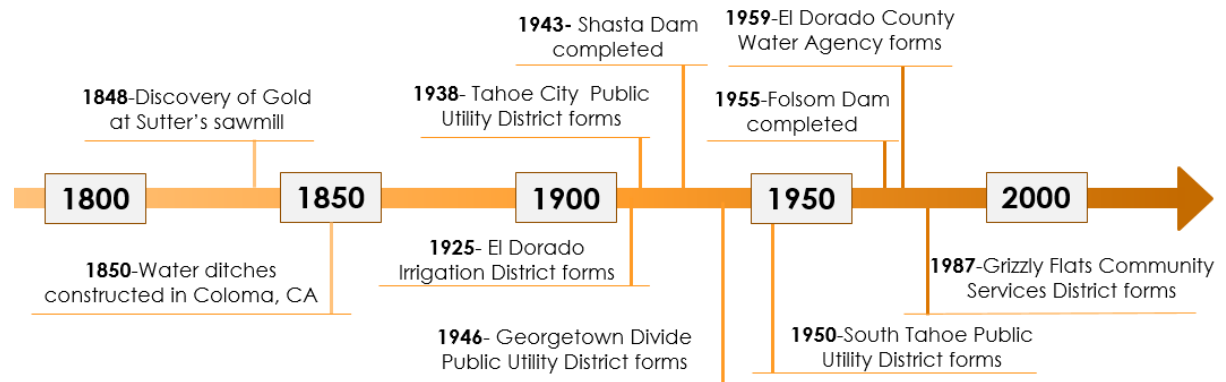 1943- Shasta Dam
completed
1959-El Dorado County
Water Agency forms
1848-Discovery of Gold
at Sutter's sawmill
1938- Tahoe City  Public
Utility District forms
1955-Folsom Dam
completed
1800
1850
1900
1950
2000
1850-Water ditches
constructed in Coloma, CA
1925- El Dorado
Irrigation District forms
1987-Grizzly Flats Community
Services District forms
1946- Georgetown Divide
Public Utility District forms
1950-South Tahoe Public
Utility District forms